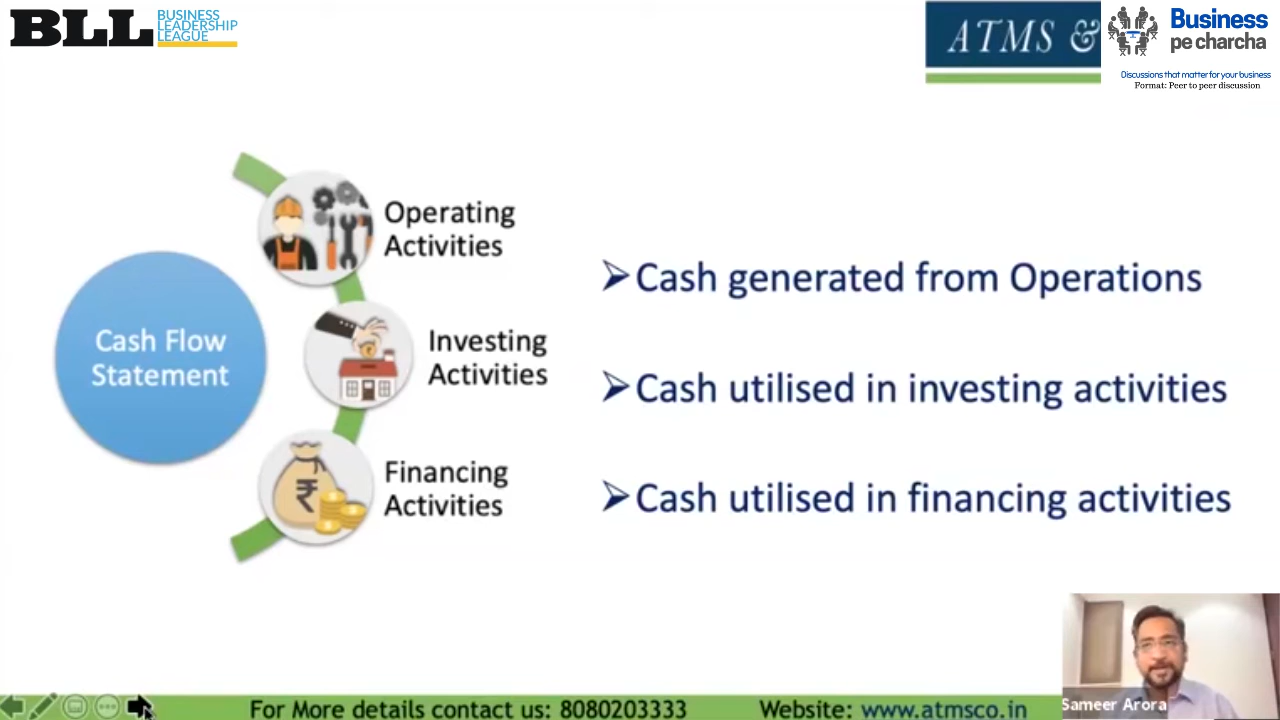 BLL
BUSINESS
LEADERSHIP
LEAGUE
ATMS &
Business
pe charcha
Discussions that matter for your business
Format: Peer to peer discussion
Operating
Activities
Cash Flow
Statement
Investing
Activities
Financing
Activities
₹
➢Cash generated from Operations
➢Cash utilised in investing activities
➢Cash utilised in financing activities
Sameer Arora
For More details contact us: 8080203333
Website: www.atmsco.in